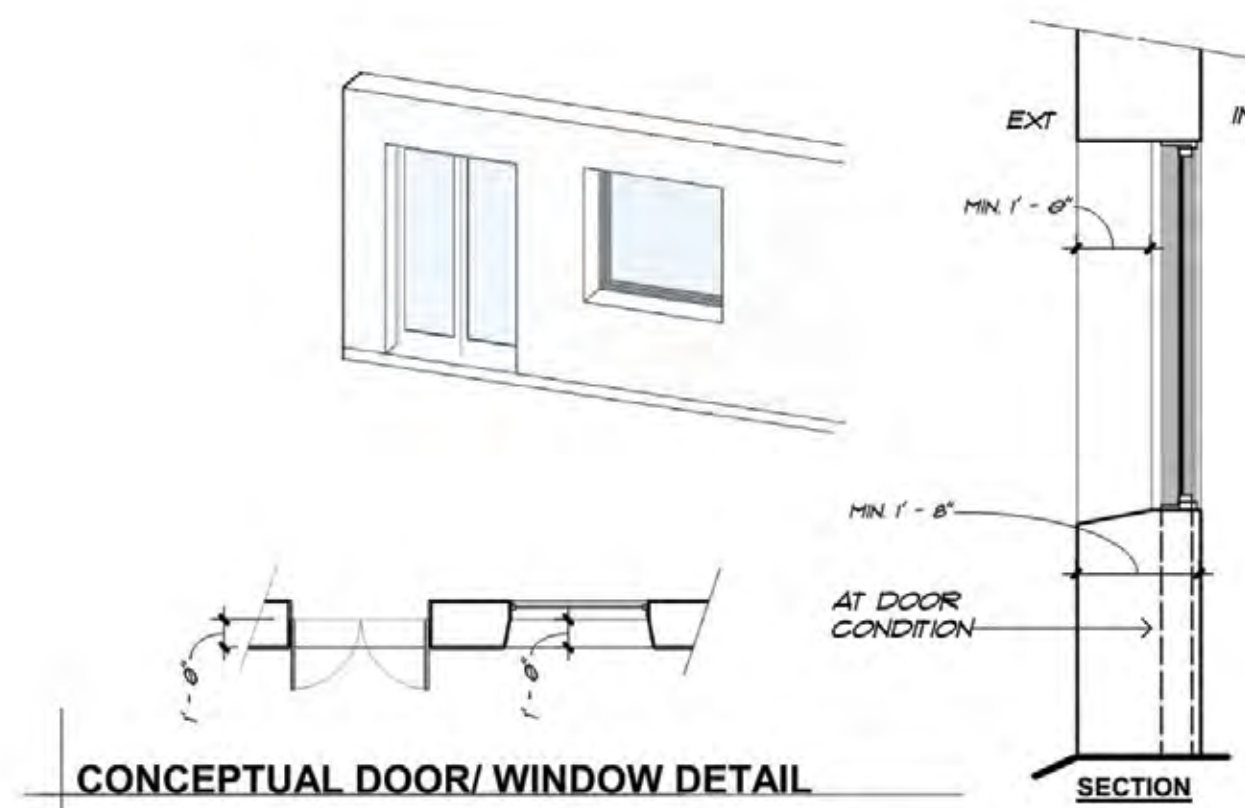 EXT
IN
MIN. 1' - 0"
MIN. 1' - 8"
AT DOOR
CONDITION
1' - 0"
1' - 0"
CONCEPTUAL DOOR/ WINDOW DETAIL
SECTION